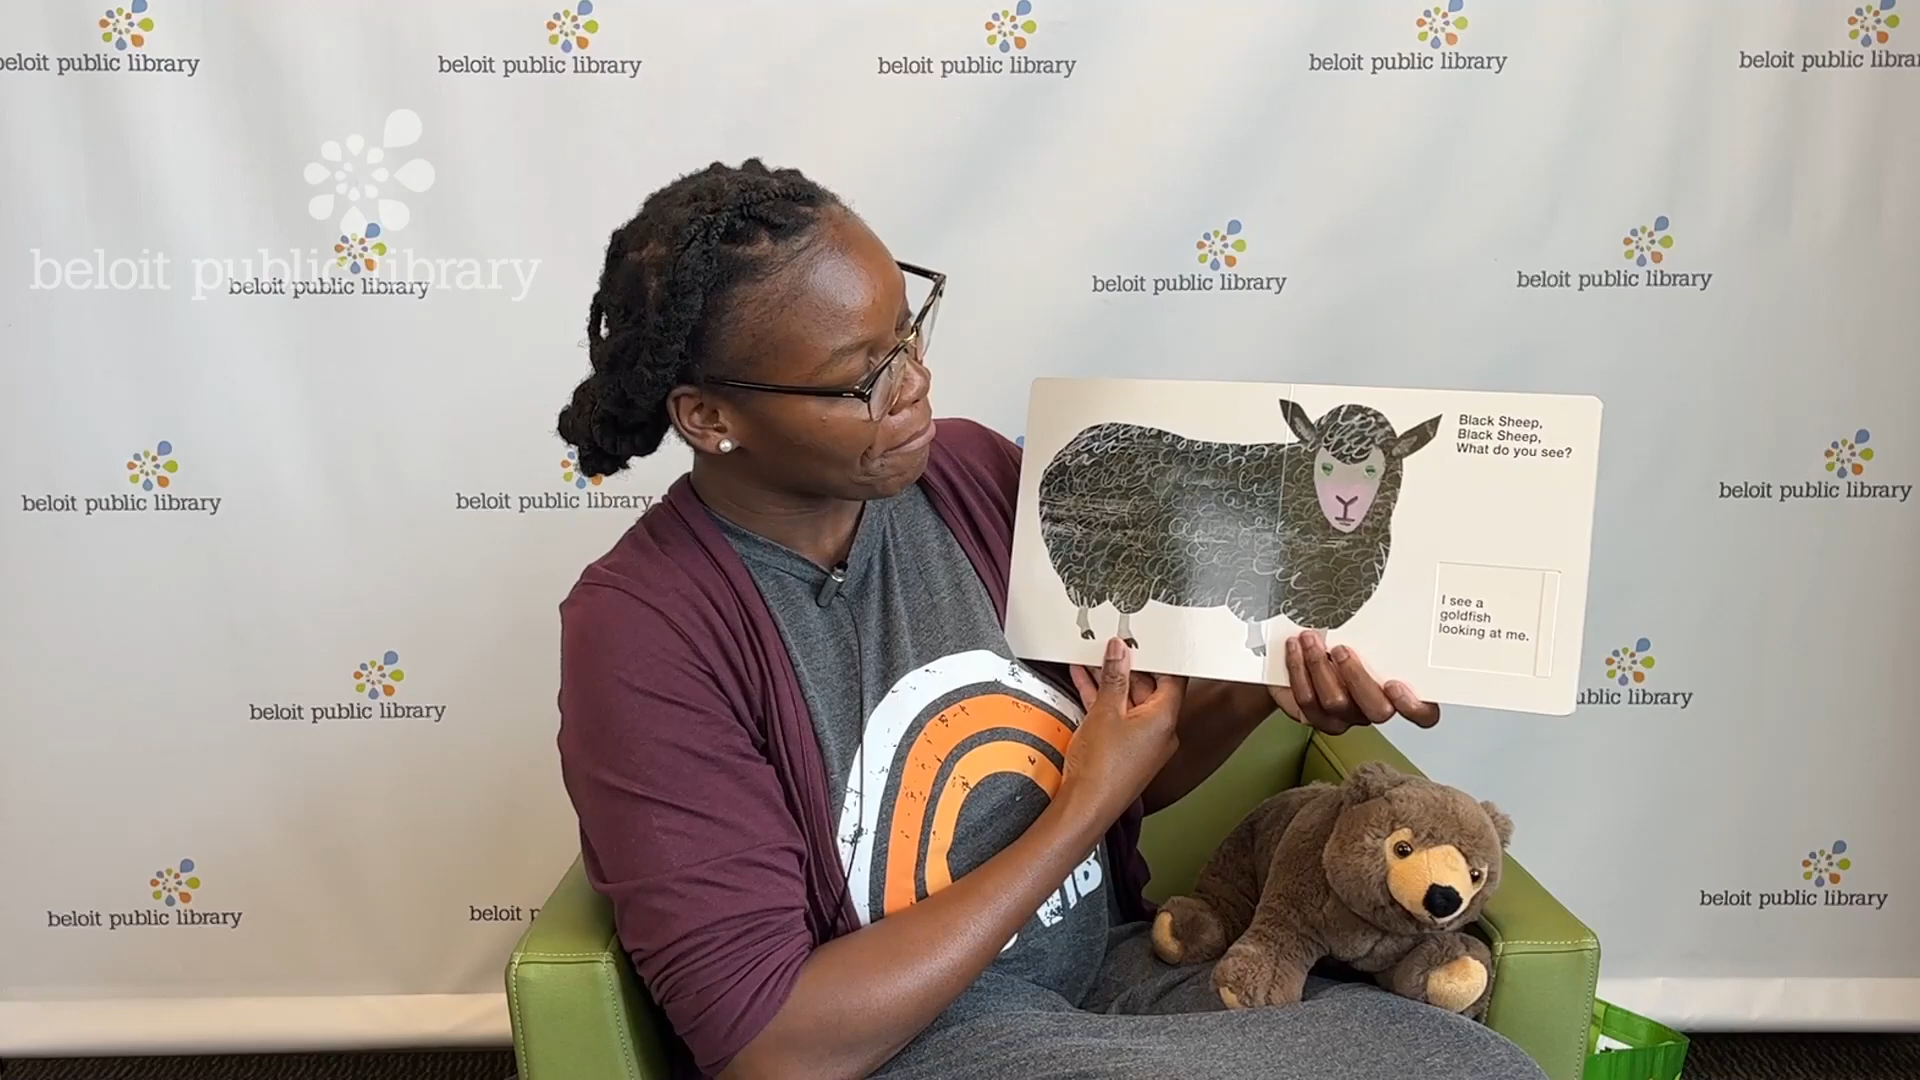 eloit public library
beloit public library
beloit public library
beloit public library
beloit public libra
beloit public library
beloit public library
beloit public library
beloit public library
Black Sheep,
Black Sheep,
What do you see?
I see a
goldfish
looking at me.
beloit public library
beloit public library
beloit public library
beloit public library
ublic library
beloit public library
beloit p
beloit public library